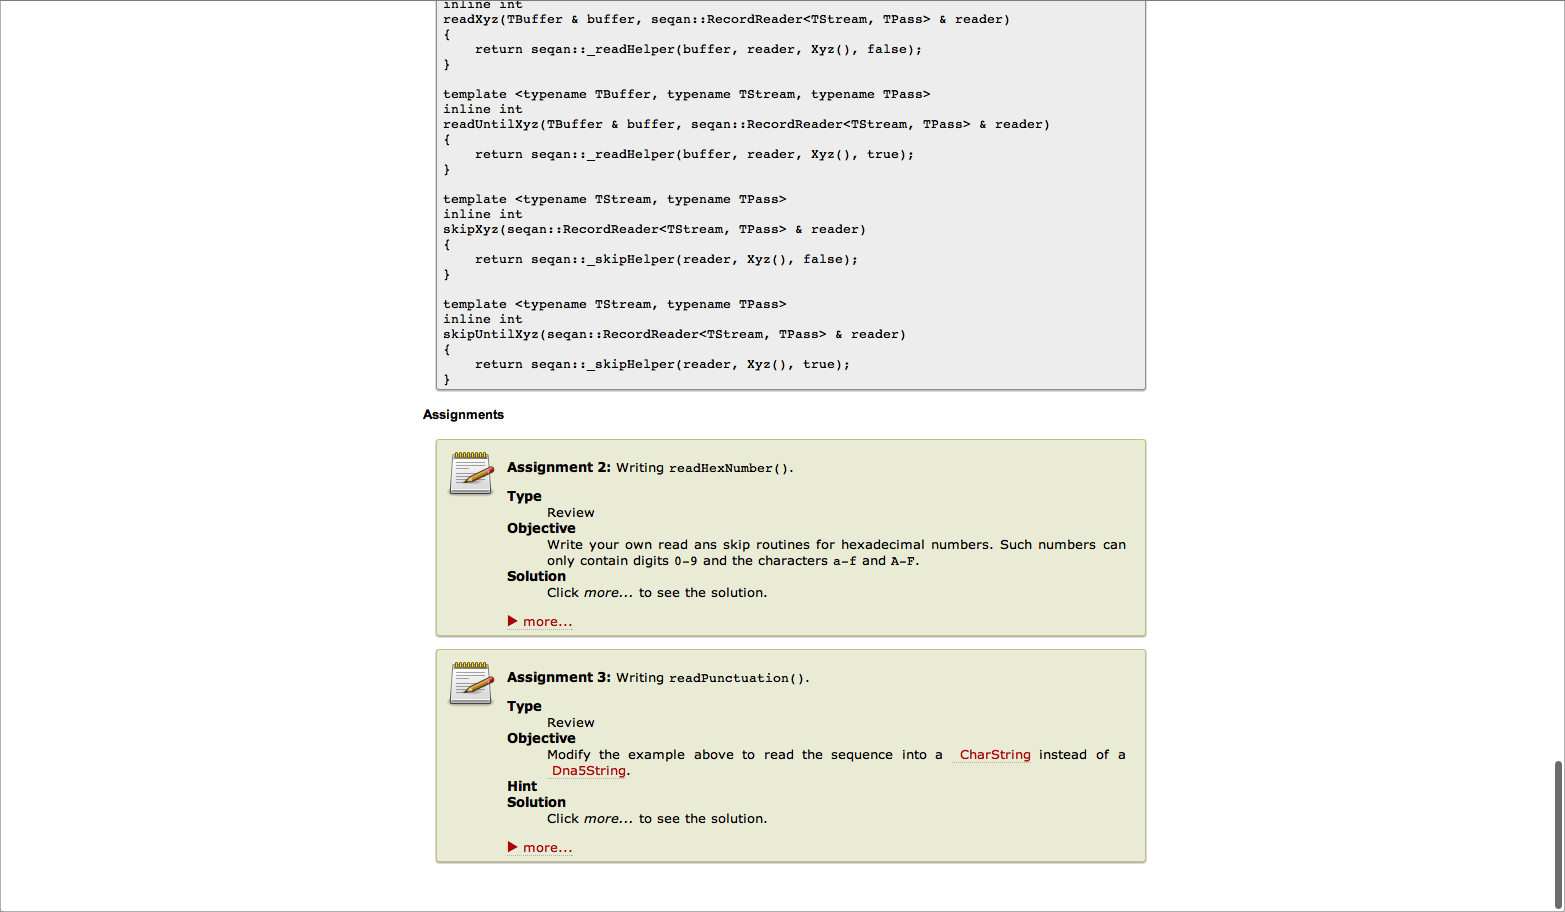 inline int
readXyz(TBuffer & buffer, seqan::RecordReader<TStream, TPass> & reader)
{
    return seqan::_readHelper(buffer, reader, Xyz(), false);
}

template <typename TBuffer, typename TStream, typename TPass>
inline int
readUntilXyz(TBuffer & buffer, seqan::RecordReader<TStream, TPass> & reader)
{
    return seqan::_readHelper(buffer, reader, Xyz(), true);
}

template <typename TStream, typename TPass>
inline int
skipXyz(seqan::RecordReader<TStream, TPass> & reader)
{
    return seqan::_skipHelper(reader, Xyz(), false);
}

template <typename TStream, typename TPass>
inline int
skipUntilXyz(seqan::RecordReader<TStream, TPass> & reader)
{
    return seqan::_skipHelper(reader, Xyz(), true);
}
Assignments
Assignment 2: Writing readHexNumber().
Type
Review
Objective
Write your own read ans skip routines for hexadecimal numbers. Such numbers can
only contain digits 0-9 and the characters a-f and A-F.
Solution
Click more... to see the solution.
more...
Assignment 3: Writing readPunctuation().
Type
Review
Objective
Modify the example above to read the sequence into a CharString instead of a
Dna5String.
Hint
Solution
Click more... to see the solution.
more...